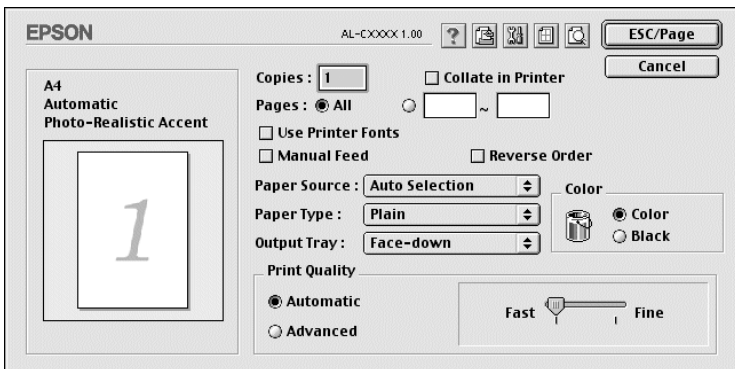 EPSON
AL-CXXXX 1.00
?
ESC/Page
Cancel
A4
Automatic
Photo-Realistic Accent
1
Copies : 1
Collate in Printer
Pages : All ~
Use Printer Fonts
Manual Feed
Reverse Order
Paper Source : Auto Selection
Paper Type : Plain
Output Tray : Face-down
Color
Color
Black
Print Quality
Automatic
Advanced
Fast
Fine